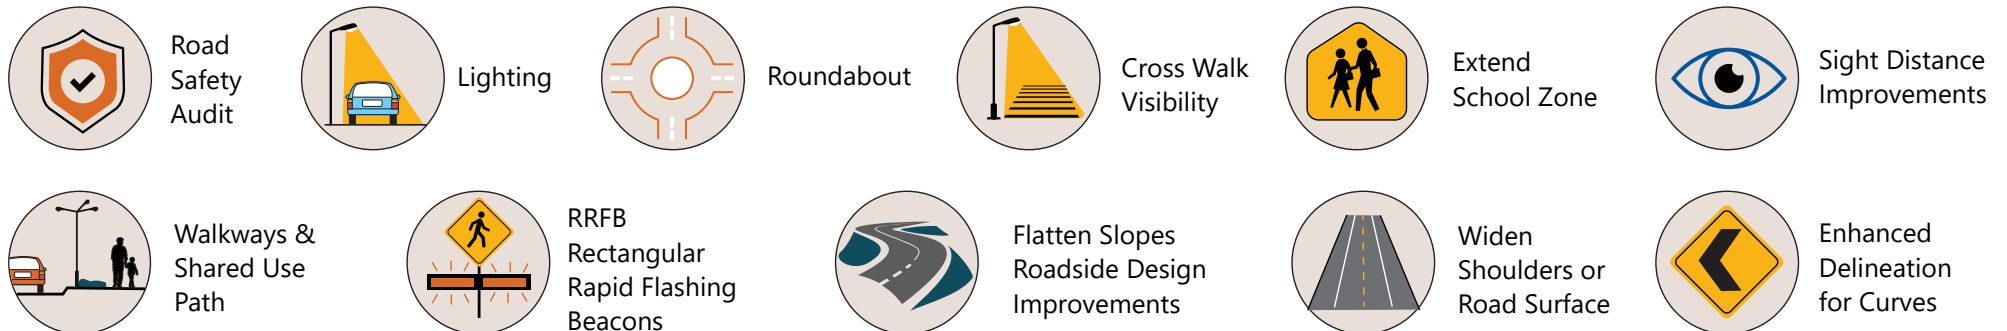 Road
Safety
Audit
Lighting
Roundabout
Cross Walk
Visibility
Extend
School Zone
Sight Distance
Improvements
Walkways &
Shared Use
Path
RRFB
Rectangular
Rapid Flashing
Beacons
Flatten Slopes
Roadside Design
Improvements
Widen
Shoulders or
Road Surface
Enhanced
Delineation
for Curves